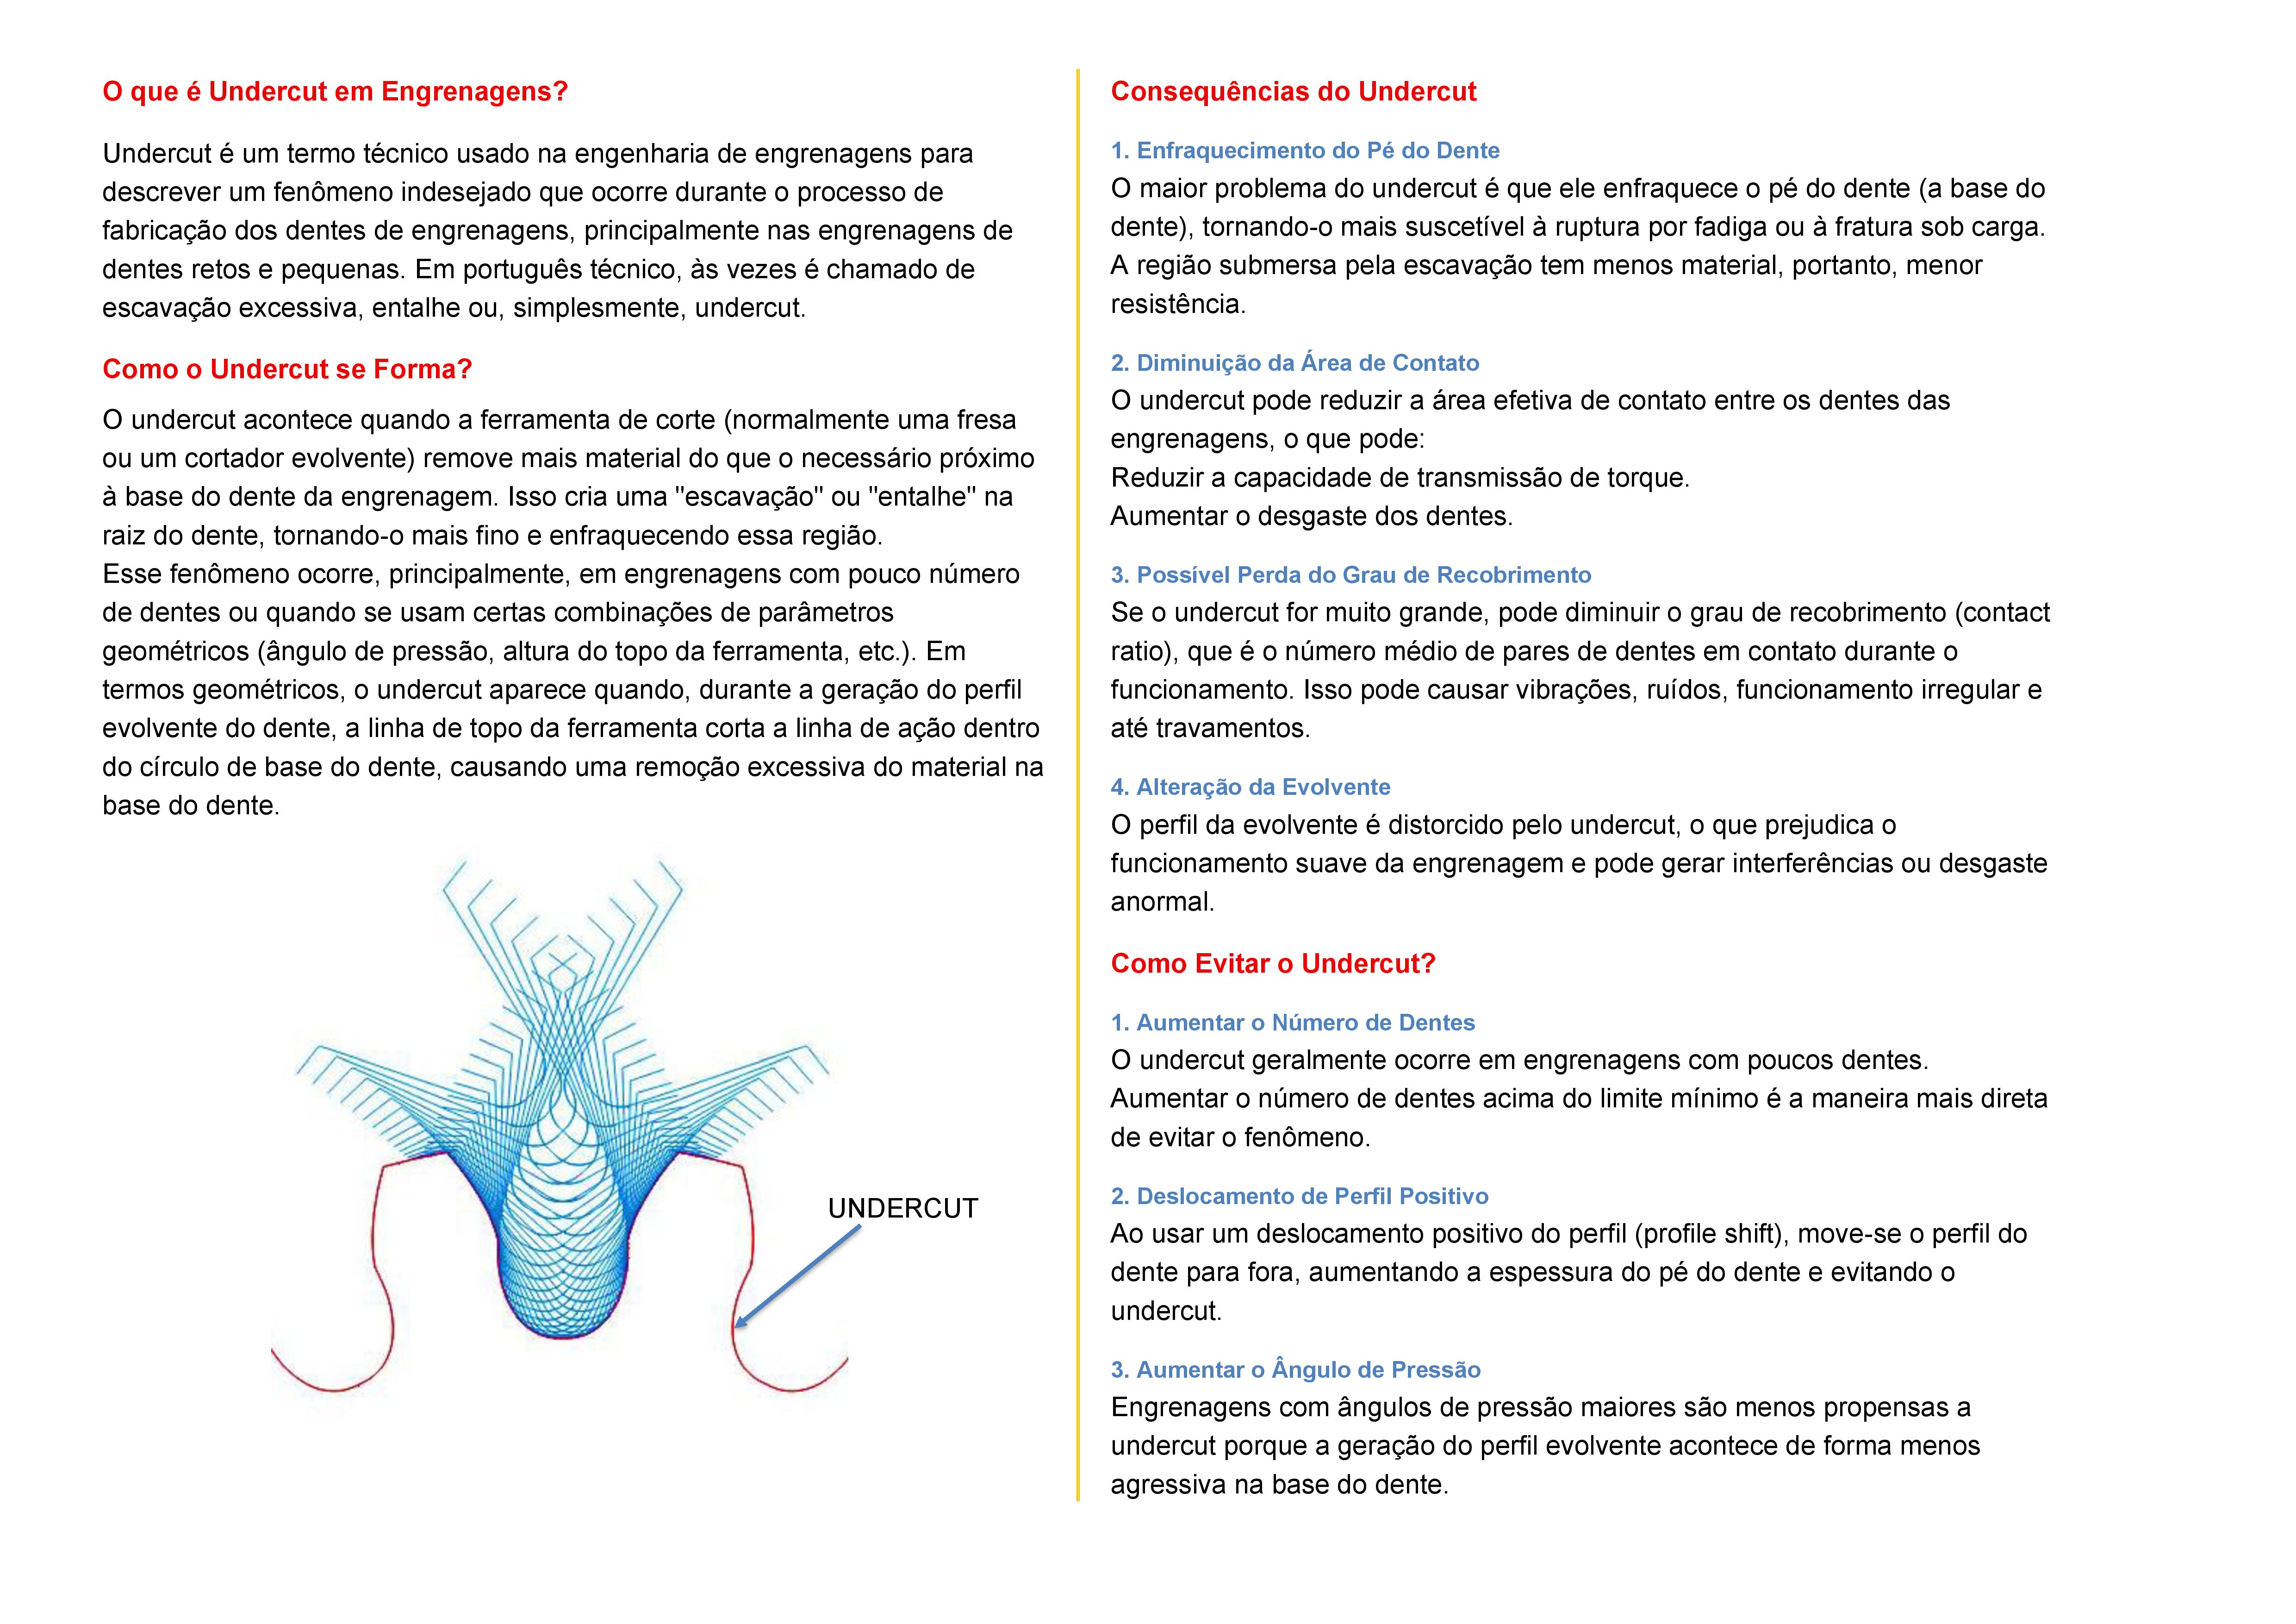 O que é Undercut em Engrenagens?
Undercut é um termo técnico usado na engenharia de engrenagens para
descrever um fenômeno indesejado que ocorre durante o processo de
fabricação dos dentes de engrenagens, principalmente nas engrenagens de
dentes retos e pequenas. Em português técnico, às vezes é chamado de
escavação excessiva, entalhe ou, simplesmente, undercut.
Como o Undercut se Forma?
O undercut acontece quando a ferramenta de corte (normalmente uma fresa
ou um cortador evolvente) remove mais material do que o necessário próximo
à base do dente da engrenagem. Isso cria uma "escavação" ou "entalhe" na
raiz do dente, tornando-o mais fino e enfraquecendo essa região.
Esse fenômeno ocorre, principalmente, em engrenagens com pouco número
de dentes ou quando se usam certas combinações de parâmetros
geométricos (ângulo de pressão, altura do topo da ferramenta, etc.). Em
termos geométricos, o undercut aparece quando, durante a geração do perfil
evolvente do dente, a linha de topo da ferramenta corta a linha de ação dentro
do círculo de base do dente, causando uma remoção excessiva do material na
base do dente.
UNDERCUT
Consequências do Undercut
1. Enfraquecimento do Pé do Dente
O maior problema do undercut é que ele enfraquece o pé do dente (a base do
dente), tornando-o mais suscetível à ruptura por fadiga ou à fratura sob carga.
A região submersa pela escavação tem menos material, portanto, menor
resistência.
2. Diminuição da Área de Contato
O undercut pode reduzir a área efetiva de contato entre os dentes das
engrenagens, o que pode:
Reduzir a capacidade de transmissão de torque.
Aumentar o desgaste dos dentes.
3. Possível Perda do Grau de Recobrimento
Se o undercut for muito grande, pode diminuir o grau de recobrimento (contact
ratio), que é o número médio de pares de dentes em contato durante o
funcionamento. Isso pode causar vibrações, ruídos, funcionamento irregular e
até travamentos.
4. Alteração da Evolvente
O perfil da evolvente é distorcido pelo undercut, o que prejudica o
funcionamento suave da engrenagem e pode gerar interferências ou desgaste
anormal.
Como Evitar o Undercut?
1. Aumentar o Número de Dentes
O undercut geralmente ocorre em engrenagens com poucos dentes.
Aumentar o número de dentes acima do limite mínimo é a maneira mais direta
de evitar o fenômeno.
2. Deslocamento de Perfil Positivo
Ao usar um deslocamento positivo do perfil (profile shift), move-se o perfil do
dente para fora, aumentando a espessura do pé do dente e evitando o
undercut.
3. Aumentar o Ângulo de Pressão
Engrenagens com ângulos de pressão maiores são menos propensas a
undercut porque a geração do perfil evolvente acontece de forma menos
agressiva na base do dente.